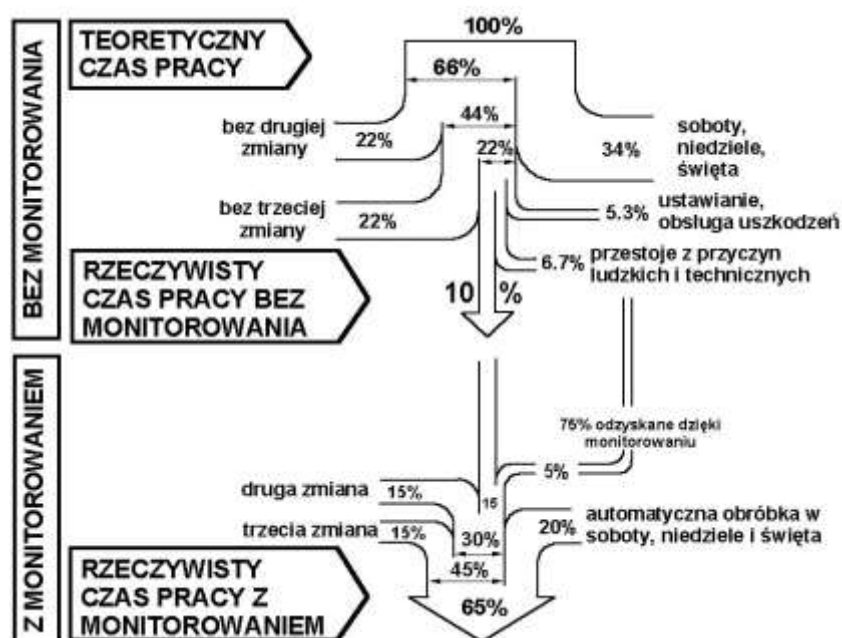 BEZ MONITOROWANIA
TEORETYCZNY
CZAS PRACY
100%
66%
44%
bez drugiej
zmiany
22%
22%
soboty,
niedziele,
święta
34%
bez trzeciej
zmiany
22%
5.3%
ustawianie,
obsługa uszkodzeń
6.7%
przestoje z przyczyn
ludzkich i technicznych
RZECZYWISTY
CZAS PRACY BEZ
MONITOROWANIA
10 %
Z MONITOROWANIEM
75% odzyskane dzięki
monitorowaniu
5%
druga zmiana
15%
15
trzecia zmiana
15%
30%
20%
automatyczna obróbka w
soboty, niedziele i święta
45%
RZECZYWISTY
CZAS PRACY Z
MONITOROWANIEM
65%